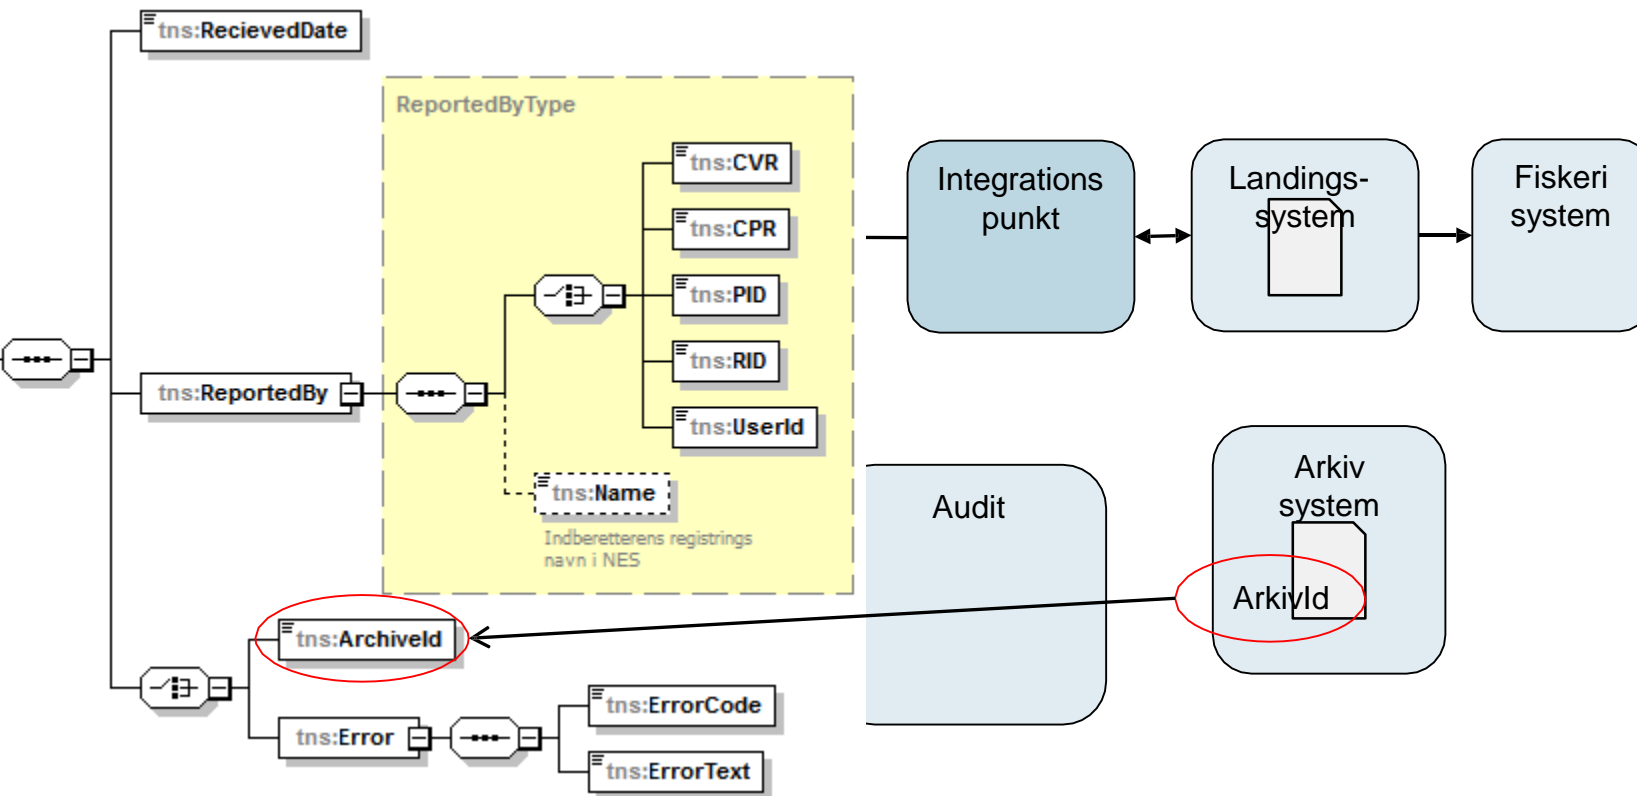 tns:RecievedDate
ReportedByType
tns:CVR
tns:CPR
tns:PID
tns:RID
tns:UserId
tns:ReportedBy
tns:Name
Indberetterens registrings
navn i NES
tns:ArchiveId
tns:Error
tns:ErrorCode
tns:ErrorText
Integrations
punkt
Landings-
system
Fiskeri
system
Audit
Arkiv
system
ArkivId